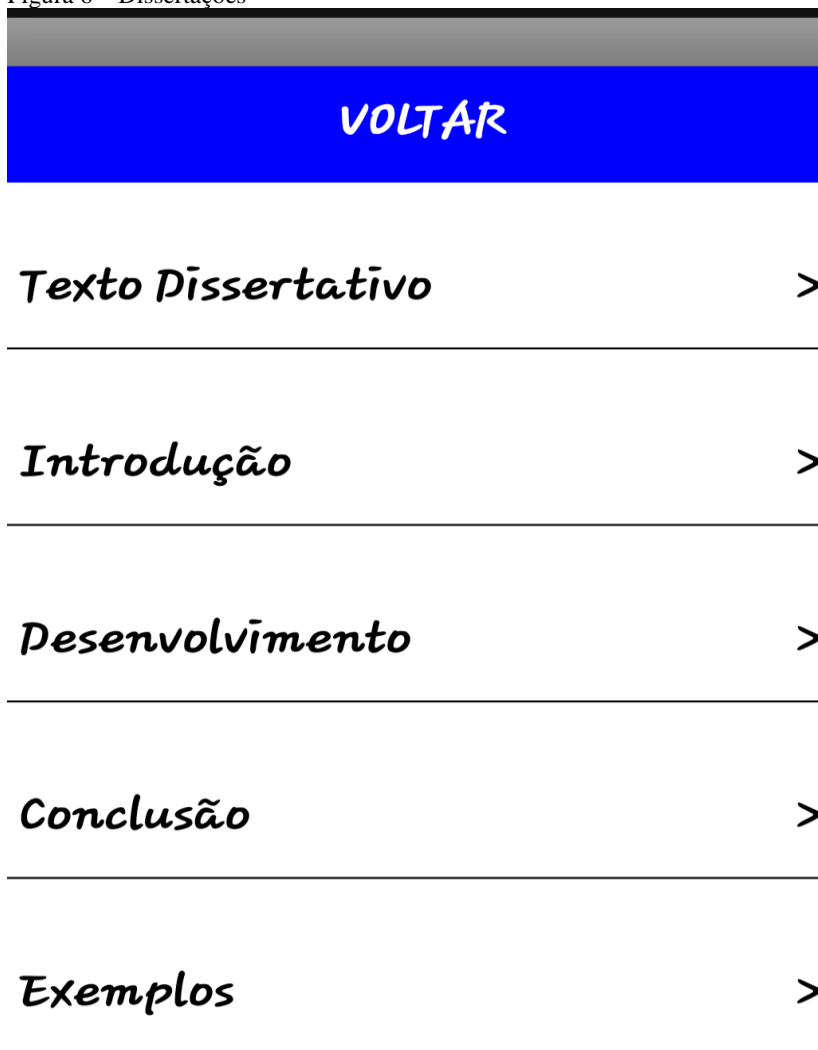 VOLTAR
Texto Dissertativo >
Introdução >
Desenvolvimento >
Conclusão >
Exemplos >